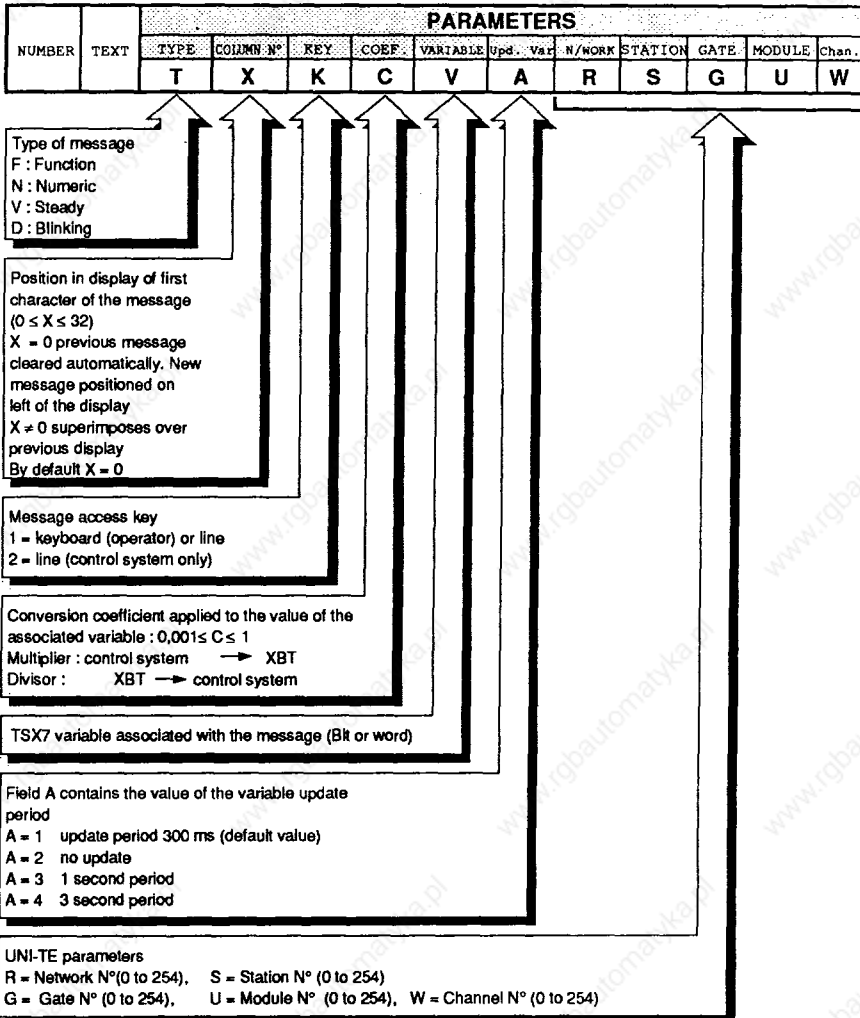 PARAMETERS
NUMBER TEXT TYPE COLUMN N° KEY COEF VARIABLE Upd. Var N/WORK STATION GATE MODULE Chan.
T X K C V A R S G U W
Type of message
F : Function
N : Numeric
V : Steady
D : Blinking
Position in display of first
character of the message
(0 ≤ X ≤ 32)
X = 0 previous message
cleared automatically. New
message positioned on
left of the display
X ≠ 0 superimposes over
previous display
By default X = 0
Message access key
1 = keyboard (operator) or line
2 = line (control system only)
Conversion coefficient applied to the value of the
associated variable : 0,001≤ C ≤ 1
Multiplier : control system → XBT
Divisor : XBT → control system
TSX7 variable associated with the message (Bit or word)
Field A contains the value of the variable update
period
A = 1 update period 300 ms (default value)
A = 2 no update
A = 3 1 second period
A = 4 3 second period
UNI-TE parameters
R = Network N°(0 to 254), S = Station N° (0 to 254)
G = Gate N° (0 to 254), U = Module N° (0 to 254), W = Channel N° (0 to 254)
www.rgbautomatyka.pl